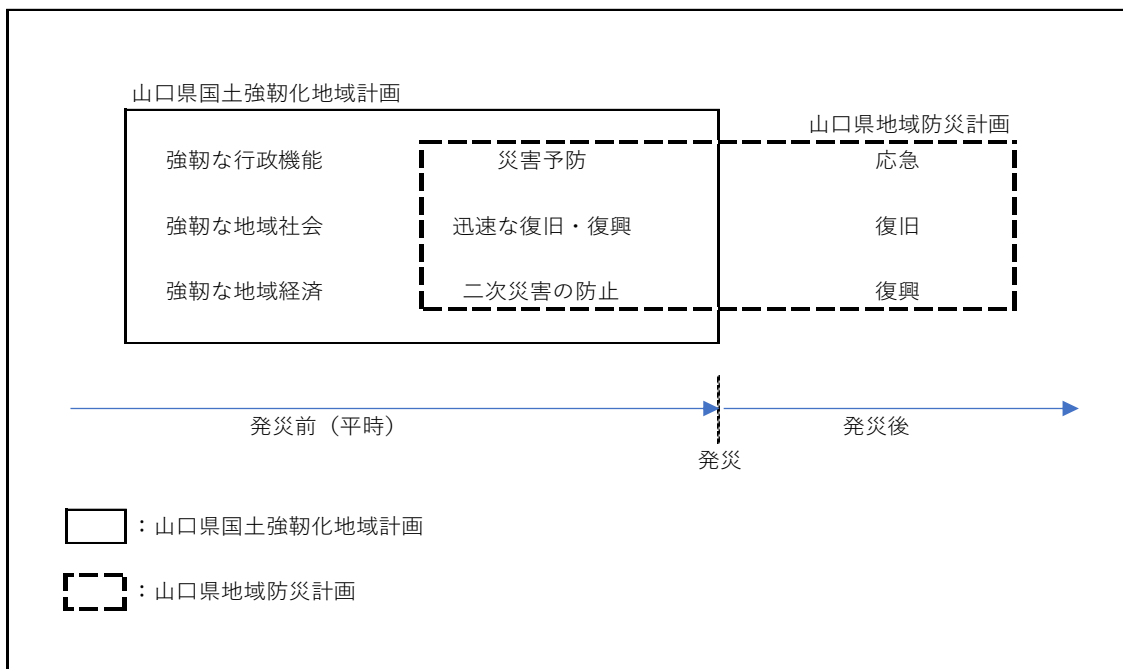 山口県国土強靭化地域計画
山口県地域防災計画
強靭な行政機能 災害予防 応急
強靭な地域社会 迅速な復旧・復興 復旧
強靭な地域経済 二次災害の防止 復興
発災前（平時） 発災後
発災
：山口県国土強靭化地域計画
：山口県地域防災計画